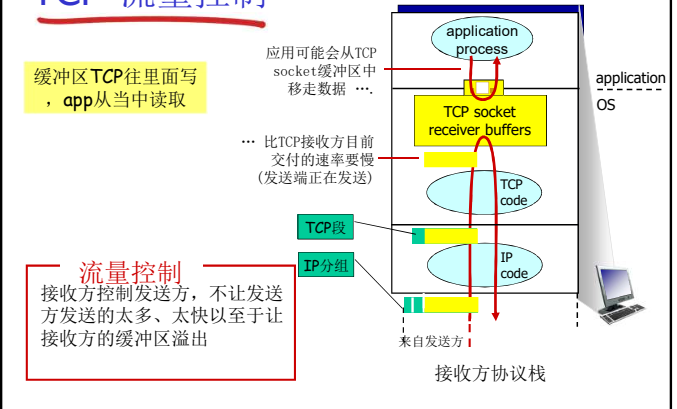 TCP 流量控制
缓冲区TCP往里面写
，app从当中读取
应用可能会从TCP
socket缓冲区中
移走数据 ….
… 比TCP接收方目前
交付的速率要慢
(发送端正在发送)
application
process
application
OS
TCP socket
receiver buffers
TCP
code
TCP段
IP分组
IP
code
流量控制
接收方控制发送方，不让发送
方发送的太多、太快以至于让
接收方的缓冲区溢出
来自发送方
接收方协议栈